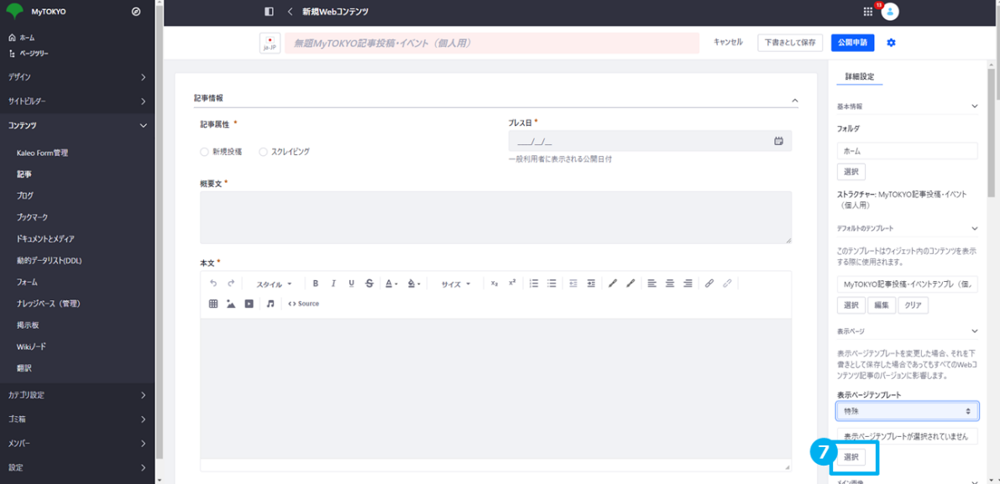 MyTOKYO
ホーム
ページツリー
デザイン
サイトビルダー
コンテンツ
Kaleo Form管理
記事
ブログ
ブックマーク
ドキュメントとメディア
動的データリスト(DDL)
フォーム
ナレッジベース（管理）
掲示板
Wikiノード
翻訳
カテゴリ設定
ゴミ箱
メンバー
設定
新規Webコンテンツ
13
ja-JP
無題MyTOKYO記事投稿・イベント（個人用）
キャンセル
下書きとして保存
公開申請
記事情報
記事属性 *
新規投稿
スクレイピング
プレス日 *
____/__/__
一般利用者に表示される公開日付
概要文 *
本文 *
スタイル
B I U S A
サイズ
x₂ x²
Source
詳細設定
基本情報
フォルダ
ホーム
選択
ストラクチャー: MyTOKYO記事投稿・イベント
（個人用）
デフォルトのテンプレート
このテンプレートはウィジェット内のコンテンツを表示
する際に使用されます。
MyTOKYO記事投稿・イベントテンプレ（個人
選択 編集 クリア
表示ページ
表示ページテンプレートを変更した場合、それを下
書きとして保存した場合であってもすべてのWebコ
ンテンツ記事のバージョンに影響します。
表示ページテンプレート
特殊
表示ページテンプレートが選択されていません
7
選択
メイン画像